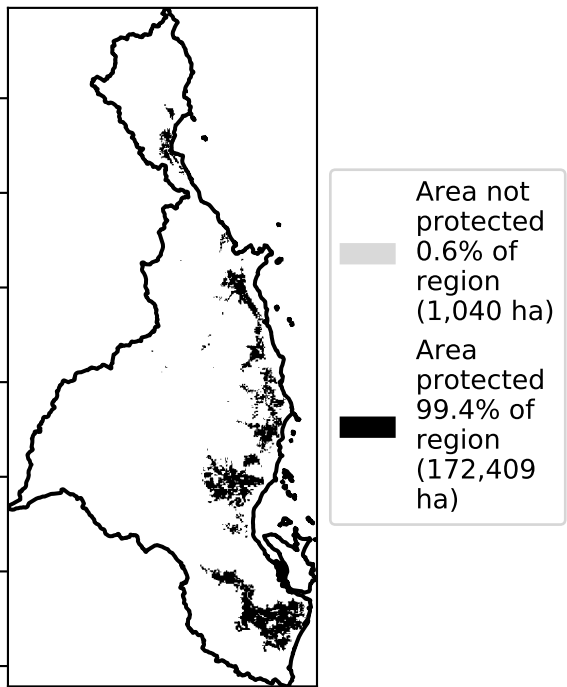 Area not
protected
0.6% of
region
(1,040 ha)
Area
protected
99.4% of
region
(172,409
ha)